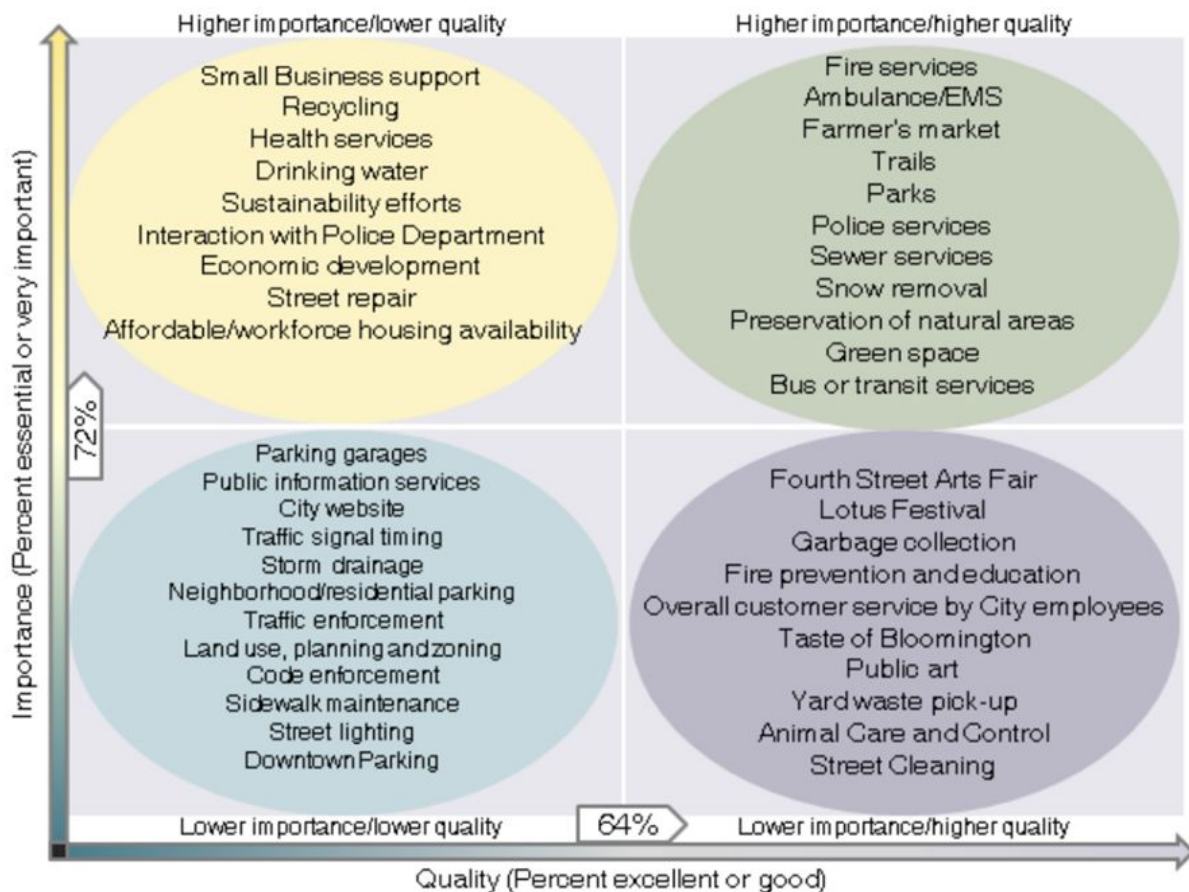 Higher importance/lower quality
Higher importance/higher quality
Small Business support
Recycling
Health services
Drinking water
Sustainability efforts
Interaction with Police Department
Economic development
Street repair
Affordable/workforce housing availability
Fire services
Ambulance/EMS
Farmer's market
Trails
Parks
Police services
Sewer services
Snow removal
Preservation of natural areas
Green space
Bus or transit services
Importance (Percent essential or very important)
72%
Parking garages
Public information services
City website
Traffic signal timing
Storm drainage
Neighborhood/residential parking
Traffic enforcement
Land use, planning and zoning
Code enforcement
Sidewalk maintenance
Street lighting
Downtown Parking
Fourth Street Arts Fair
Lotus Festival
Garbage collection
Fire prevention and education
Overall customer service by City employees
Taste of Bloomington
Public art
Yard waste pick-up
Animal Care and Control
Street Cleaning
Lower importance/lower quality
64%
Lower importance/higher quality
Quality (Percent excellent or good)